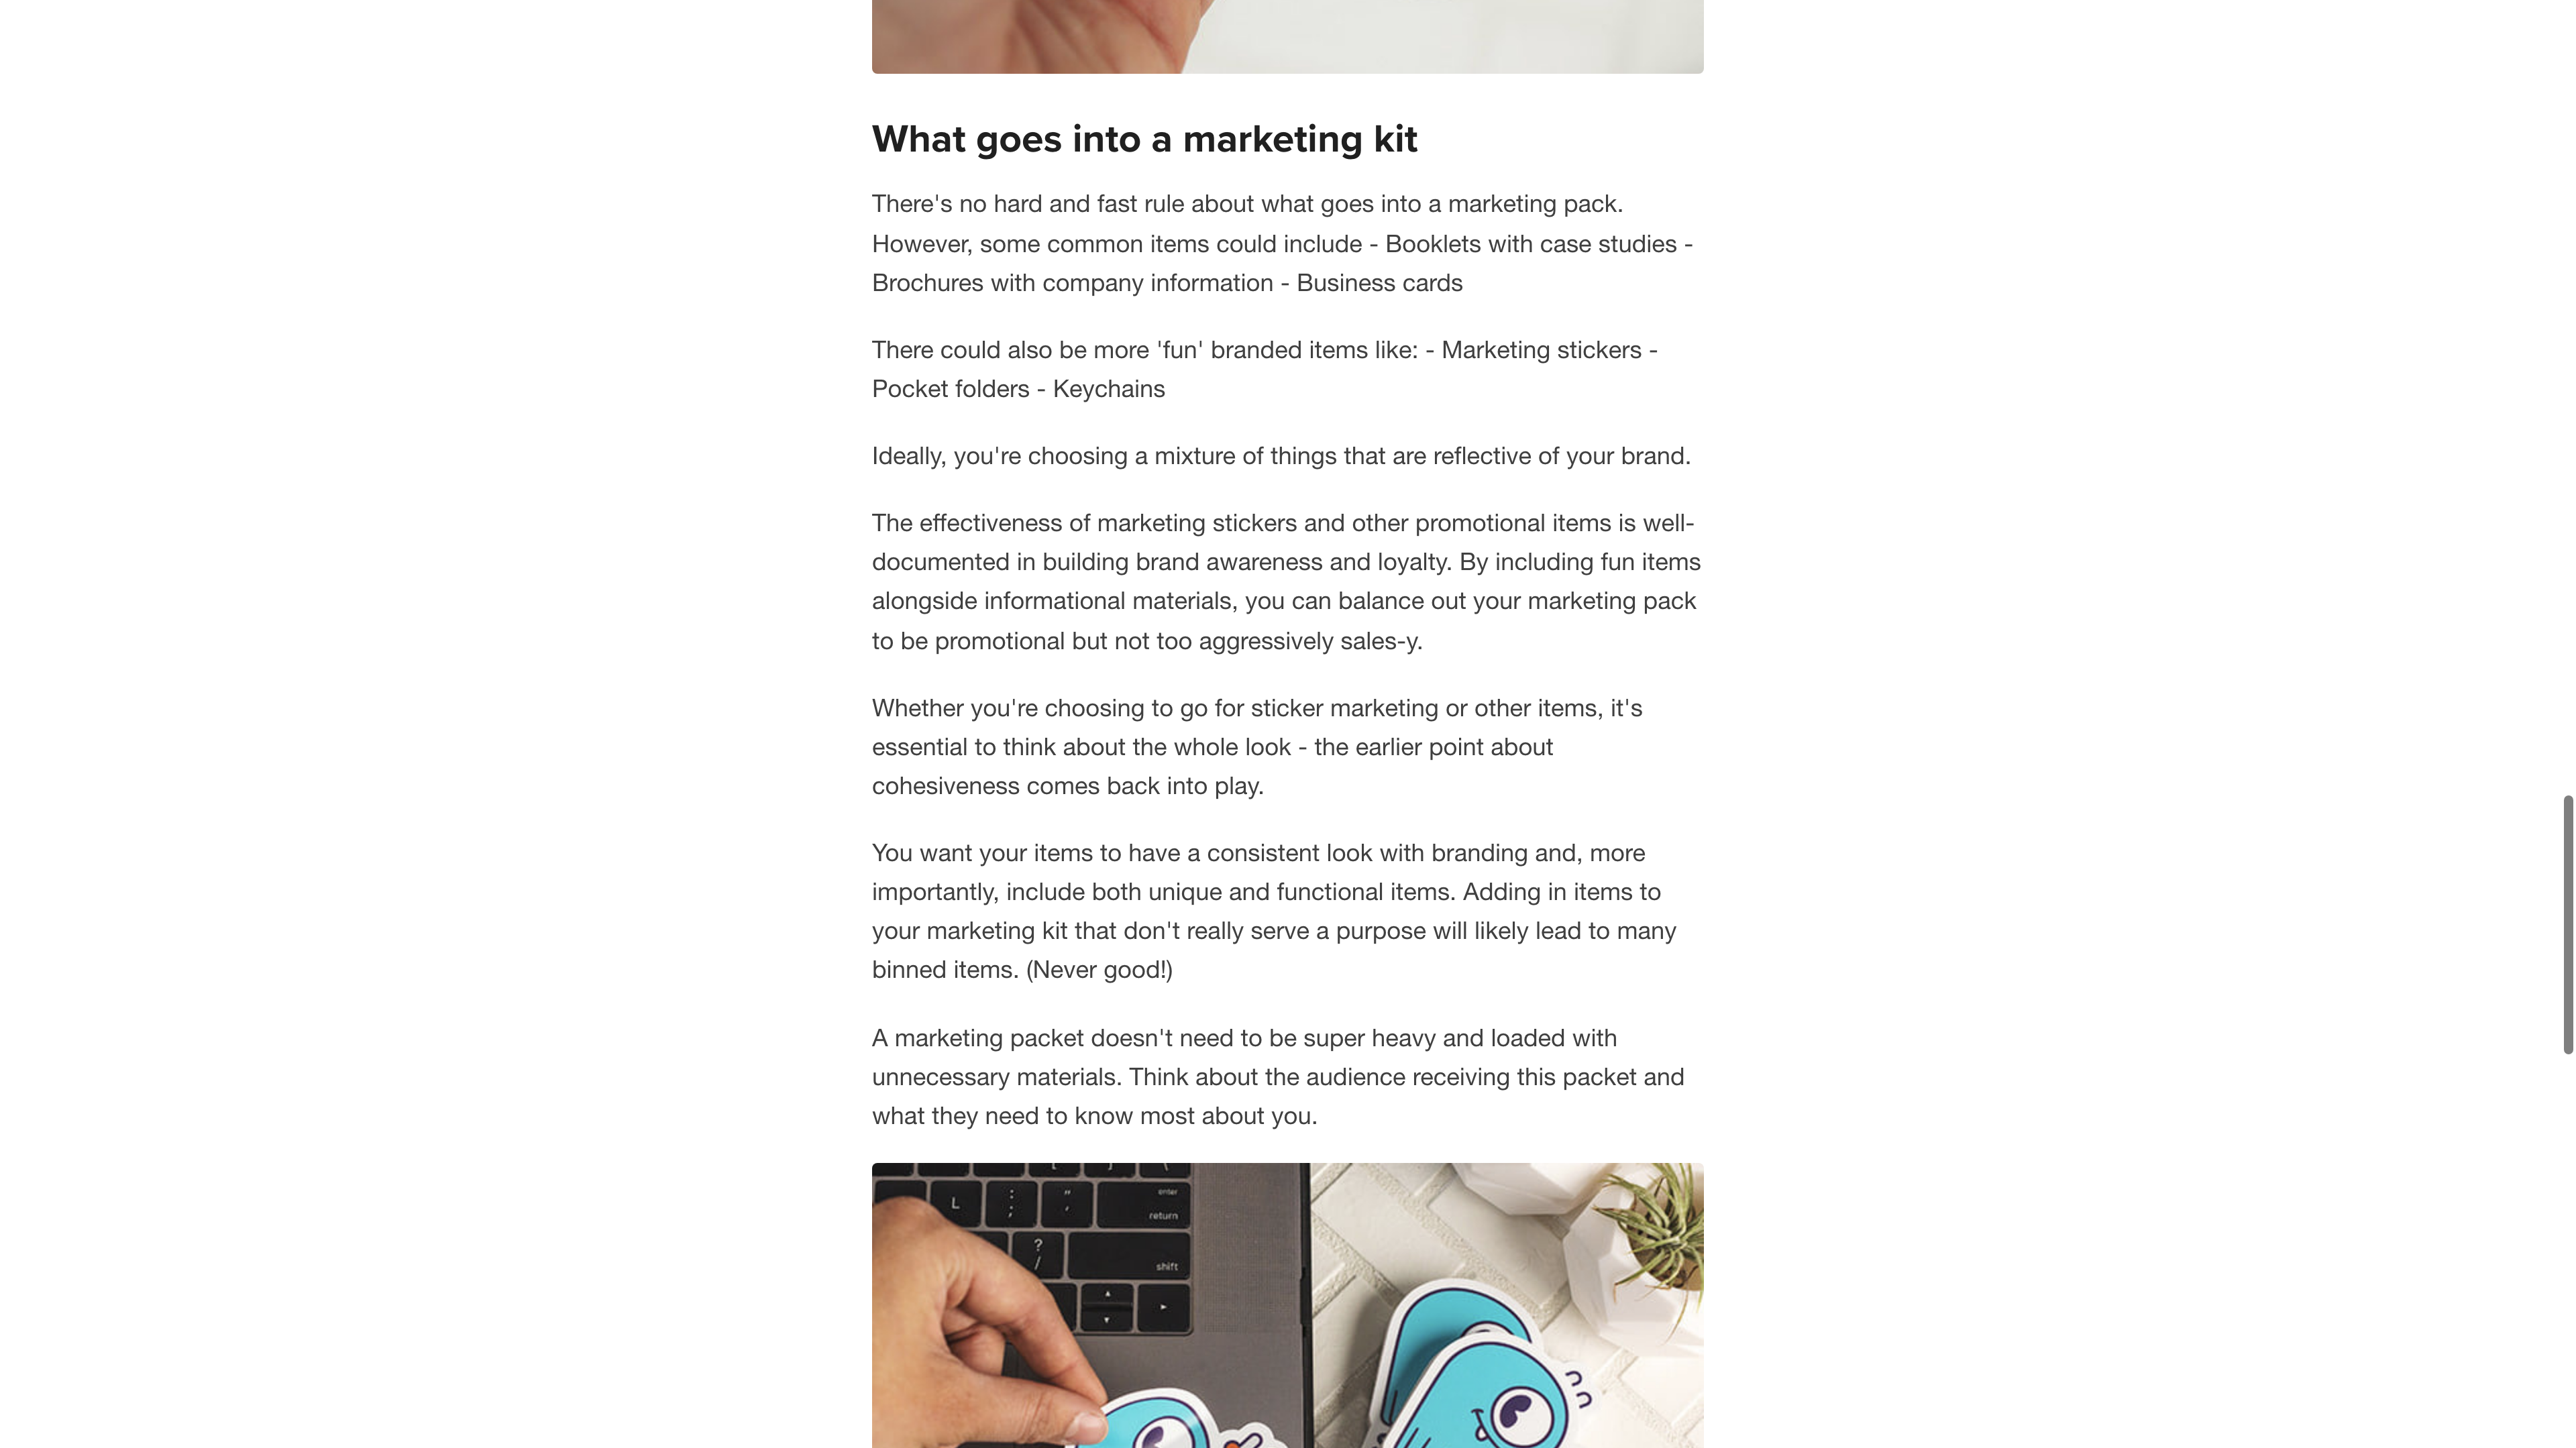 What goes into a marketing kit
There's no hard and fast rule about what goes into a marketing pack.
However, some common items could include - Booklets with case studies -
Brochures with company information - Business cards
There could also be more 'fun' branded items like: - Marketing stickers -
Pocket folders - Keychains
Ideally, you're choosing a mixture of things that are reflective of your brand.
The effectiveness of marketing stickers and other promotional items is well-
documented in building brand awareness and loyalty. By including fun items
alongside informational materials, you can balance out your marketing pack
to be promotional but not too aggressively sales-y.
Whether you're choosing to go for sticker marketing or other items, it's
essential to think about the whole look - the earlier point about
cohesiveness comes back into play.
You want your items to have a consistent look with branding and, more
importantly, include both unique and functional items. Adding in items to
your marketing kit that don't really serve a purpose will likely lead to many
binned items. (Never good!)
A marketing packet doesn't need to be super heavy and loaded with
unnecessary materials. Think about the audience receiving this packet and
what they need to know most about you.
L : ; " ' enter
return
? / shift